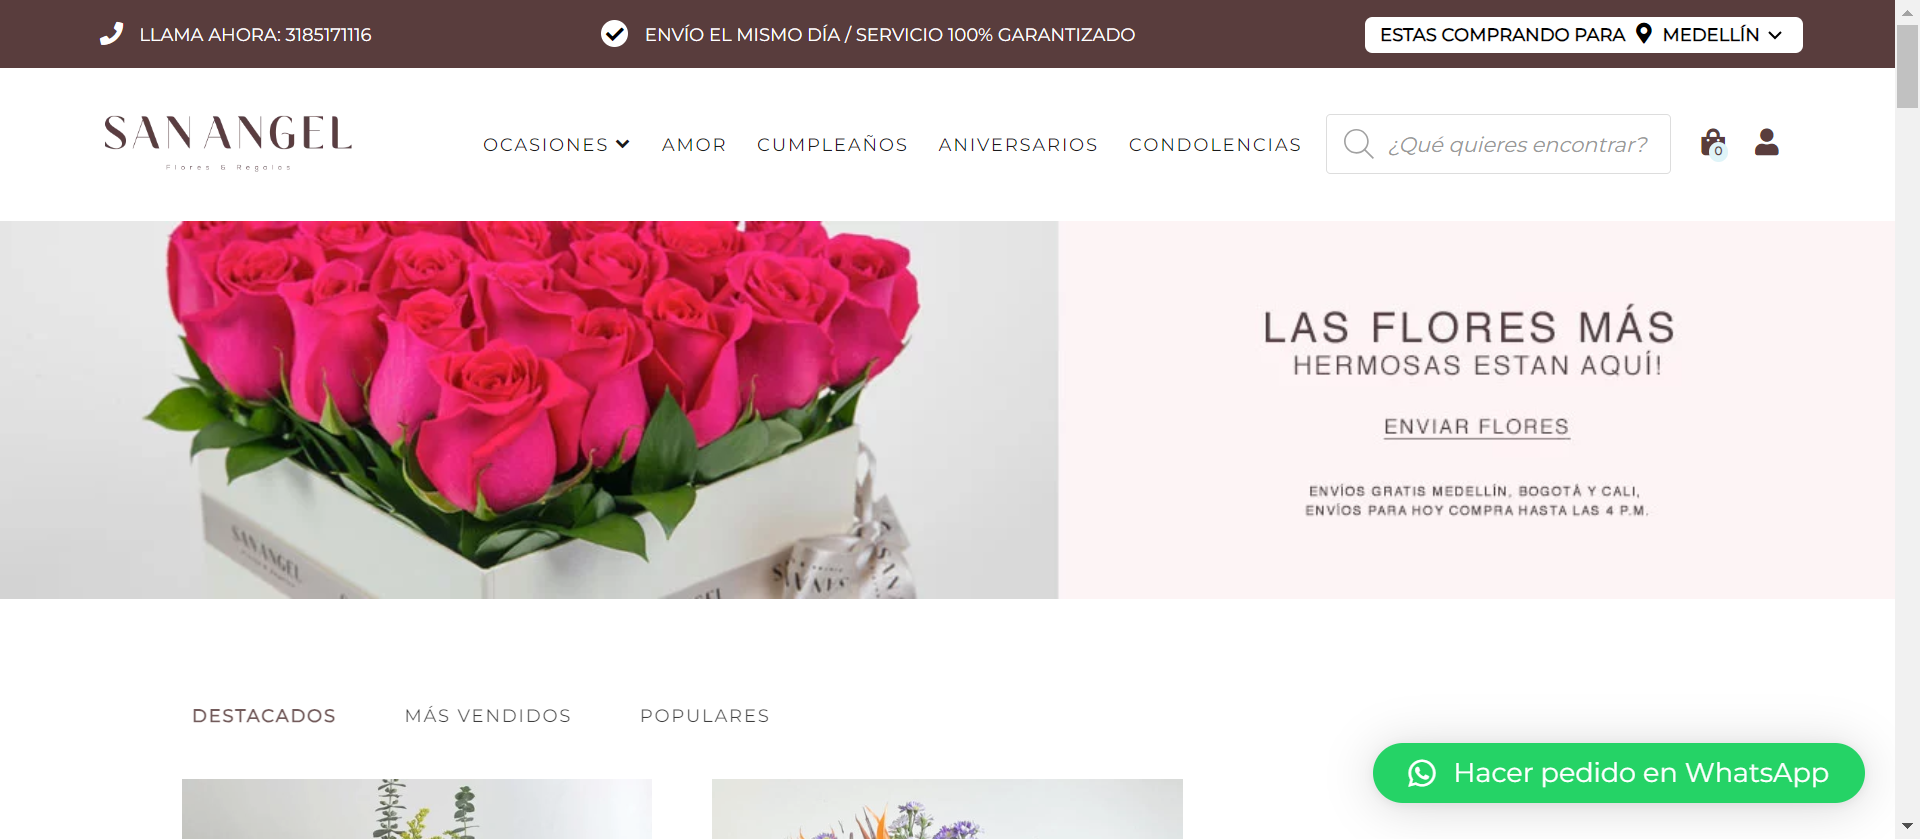 LLAMA AHORA: 3185171116
ENVÍO EL MISMO DÍA / SERVICIO 100% GARANTIZADO
ESTAS COMPRANDO PARA MEDELLÍN
SAN ANGEL
Flores & Regalos
OCASIONES
AMOR
CUMPLEAÑOS
ANIVERSARIOS
CONDOLENCIAS
¿Qué quieres encontrar?
0
LAS FLORES MÁS
HERMOSAS ESTAN AQUÍ!
ENVIAR FLORES
ENVÍOS GRATIS MEDELLÍN, BOGOTÁ Y CALI,
ENVÍOS PARA HOY COMPRA HASTA LAS 4 P.M.
SAN ANGEL
DESTACADOS
MÁS VENDIDOS
POPULARES
Hacer pedido en WhatsApp